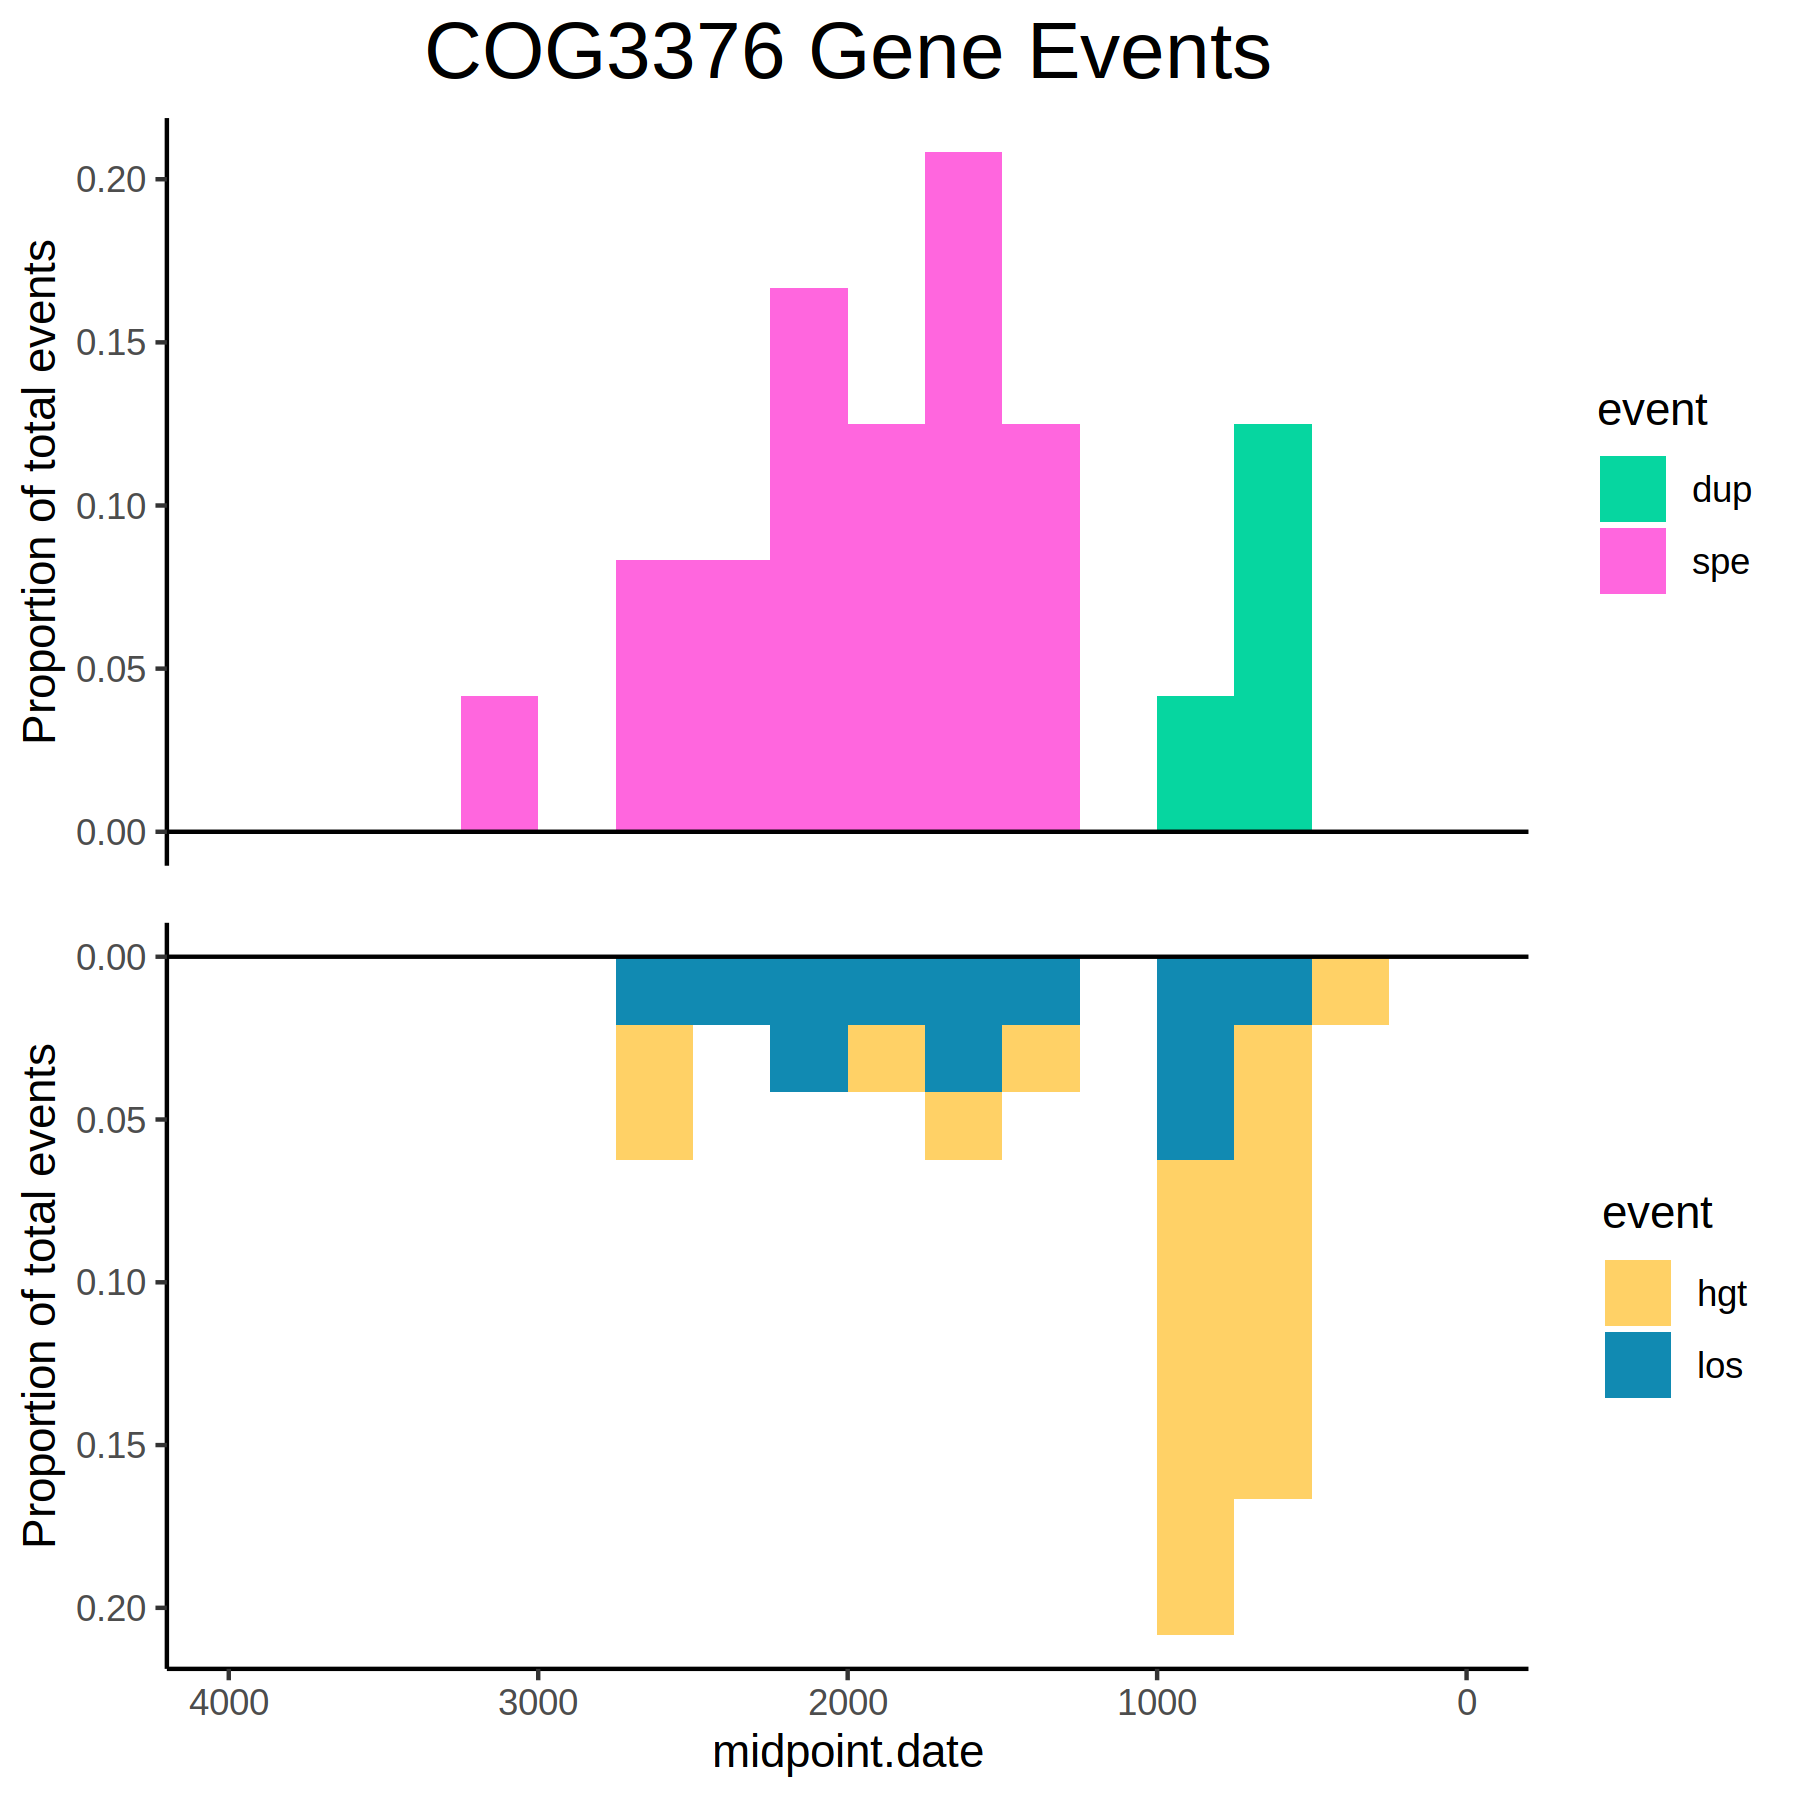 COG3376 Gene Events
Proportion of total events
0.20
0.15
0.10
0.05
0.00
event
dup
spe
Proportion of total events
0.00
0.05
0.10
0.15
0.20
event
hgt
los
4000 3000 2000 1000 0
midpoint.date